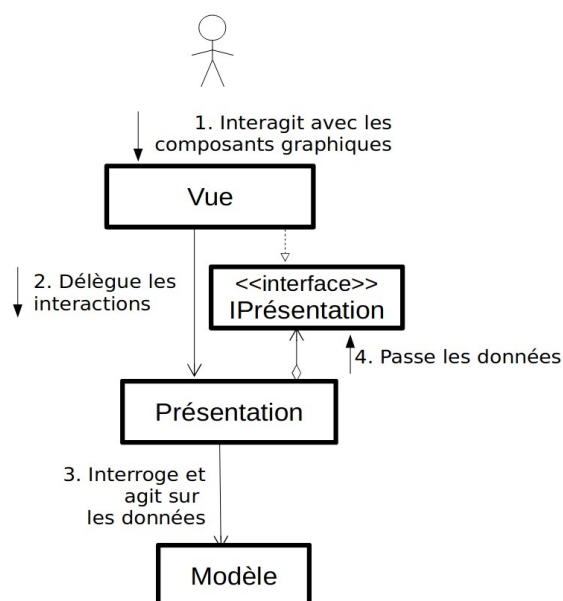 1. Interagit avec les
composants graphiques
Vue
2. Délègue les
interactions
<<interface>>
IPrésentation
4. Passe les données
Présentation
3. Interroge et
agit sur
les données
Modèle